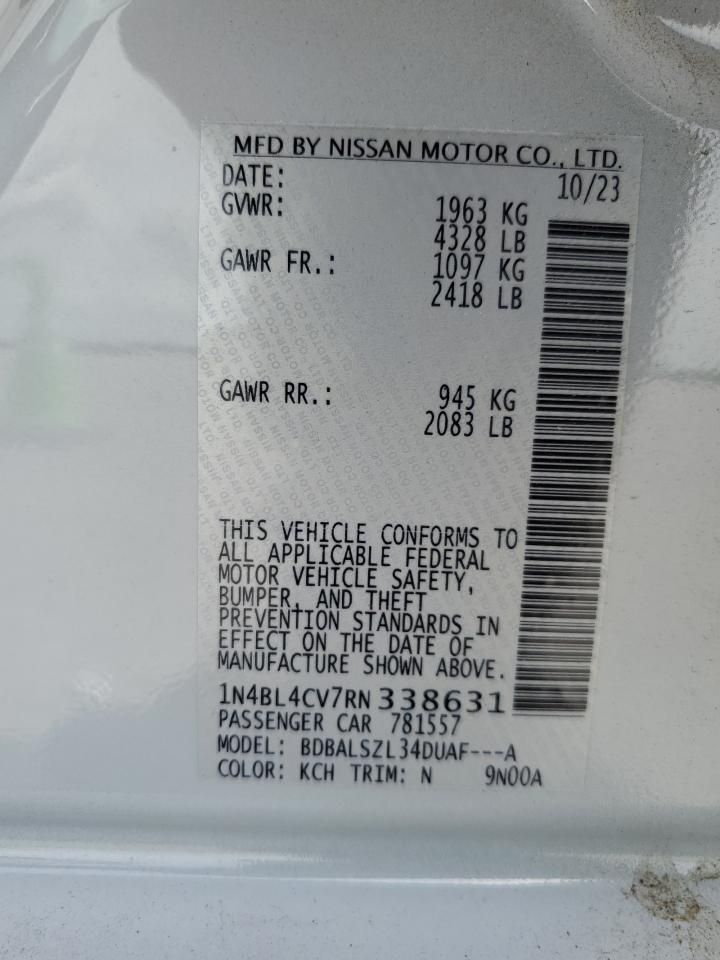 MFD BY NISSAN MOTOR CO., LTD.
DATE: 10/23
GVWR: 1963 KG
4328 LB
GAWR FR.: 1097 KG
2418 LB
GAWR RR.: 945 KG
2083 LB
THIS VEHICLE CONFORMS TO
ALL APPLICABLE FEDERAL
MOTOR VEHICLE SAFETY,
BUMPER, AND THEFT
PREVENTION STANDARDS IN
EFFECT ON THE DATE OF
MANUFACTURE SHOWN ABOVE.
1N4BL4CV7RN338631
PASSENGER CAR 781557
MODEL: BDBALSZL34DUAF---A
COLOR: KCH TRIM: N 9N00A